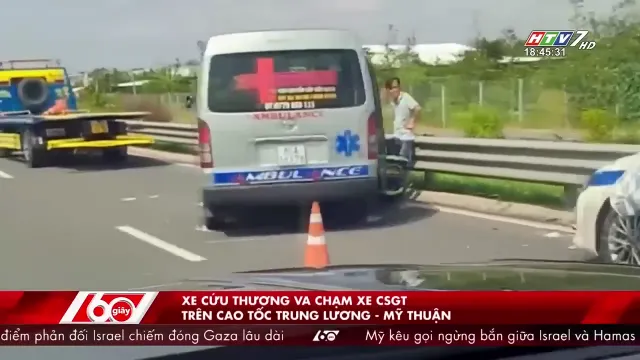 HTV7 HD
18:45:31
AMBULANCE
AMBULANCE
60 giây
XE CỨU THƯƠNG VA CHẠM XE CSGT
TRÊN CAO TỐC TRUNG LƯƠNG - MỸ THUẬN
điểm phản đối Israel chiếm đóng Gaza lâu dài
Mỹ kêu gọi ngừng bắn giữa Israel và Hamas